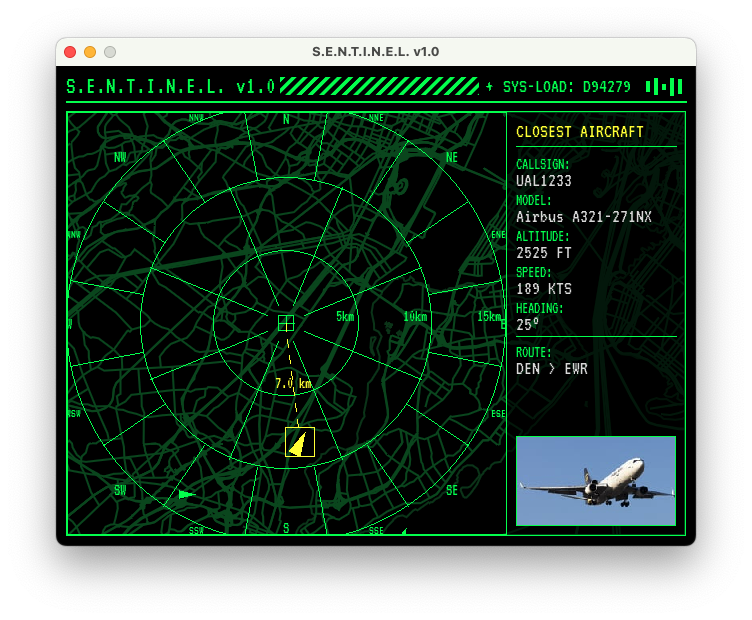 S.E.N.T.I.N.E.L. v1.0
S.E.N.T.I.N.E.L. v1.0
SYS-LOAD: D94279
NNW
N
NNE
NW
NE
WNW
ENE
5km
10km
15km
W
E
7.0 km
WSW
ESE
SW
SE
SSW
S
SSE
CLOSEST AIRCRAFT
CALLSIGN:
UAL1233
MODEL:
Airbus A321-271NX
ALTITUDE:
2525 FT
SPEED:
189 KTS
HEADING:
25°
ROUTE:
DEN > EWR